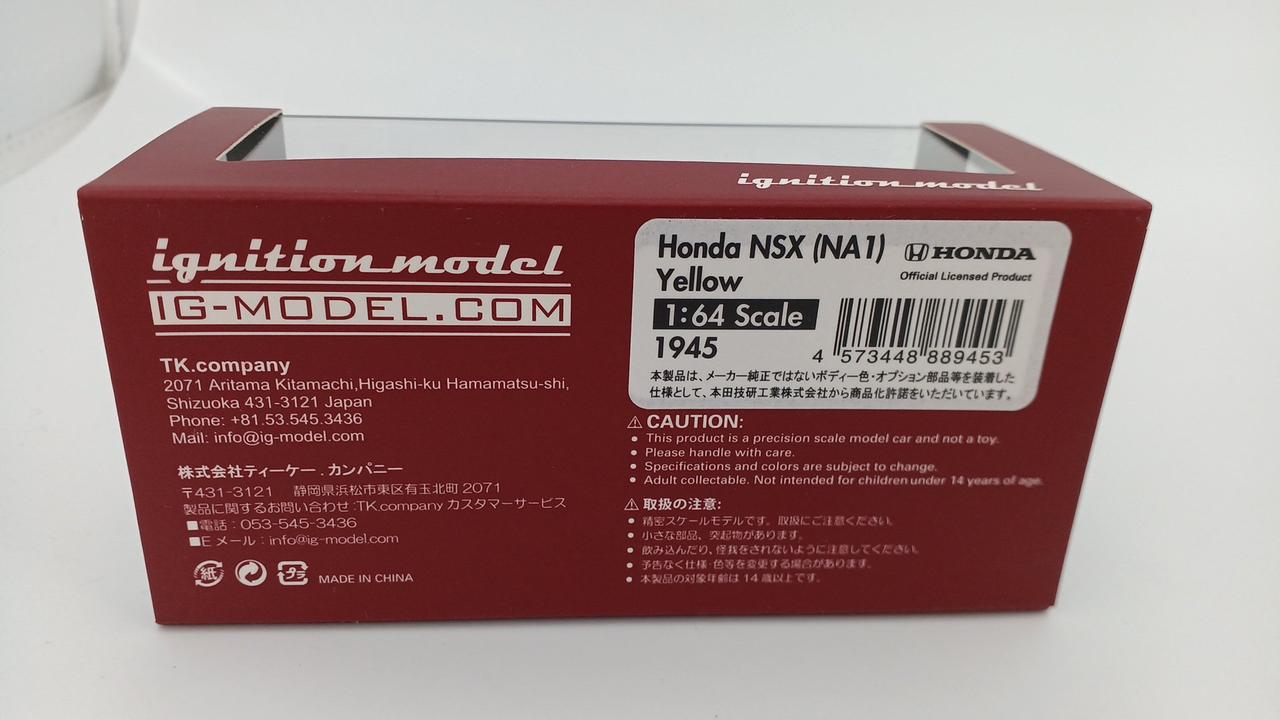 ignition model
ignition model
IG-MODEL.COM
TK.company
2071 Aritama Kitamachi,Higashi-ku Hamamatsu-shi,
Shizuoka 431-3121 Japan
Phone: +81.53.545.3436
Mail: info@ig-model.com
株式会社ティーケー . カンパニー
〒431-3121 静岡県浜松市東区有玉北町 2071
製品に関するお問い合わせ:TK.company カスタマーサービス
■電話 : 053-545-3436
■E メール : info@ig-model.com
紙
プラ
MADE IN CHINA
Honda NSX (NA1)
Yellow
1:64 Scale
1945
HONDA
Official Licensed Product
4 573448 889453
本製品は、メーカー純正ではないボディー色・オプション部品等を装着した
仕様として、本田技研工業株式会社から商品化許諾をいただいています。
⚠ CAUTION:
• This product is a precision scale model car and not a toy.
• Please handle with care.
• Specifications and colors are subject to change.
• Adult collectable. Not intended for children under 14 years of age.
⚠ 取扱の注意:
• 精密スケールモデルです。取扱にご注意ください。
• 小さな部品、突起物があります。
• 飲み込んだり、怪我をされないように注意してください。
• 予告なく仕様·色等を変更する場合があります。
• 本製品の対象年齢は 14 歳以上です。